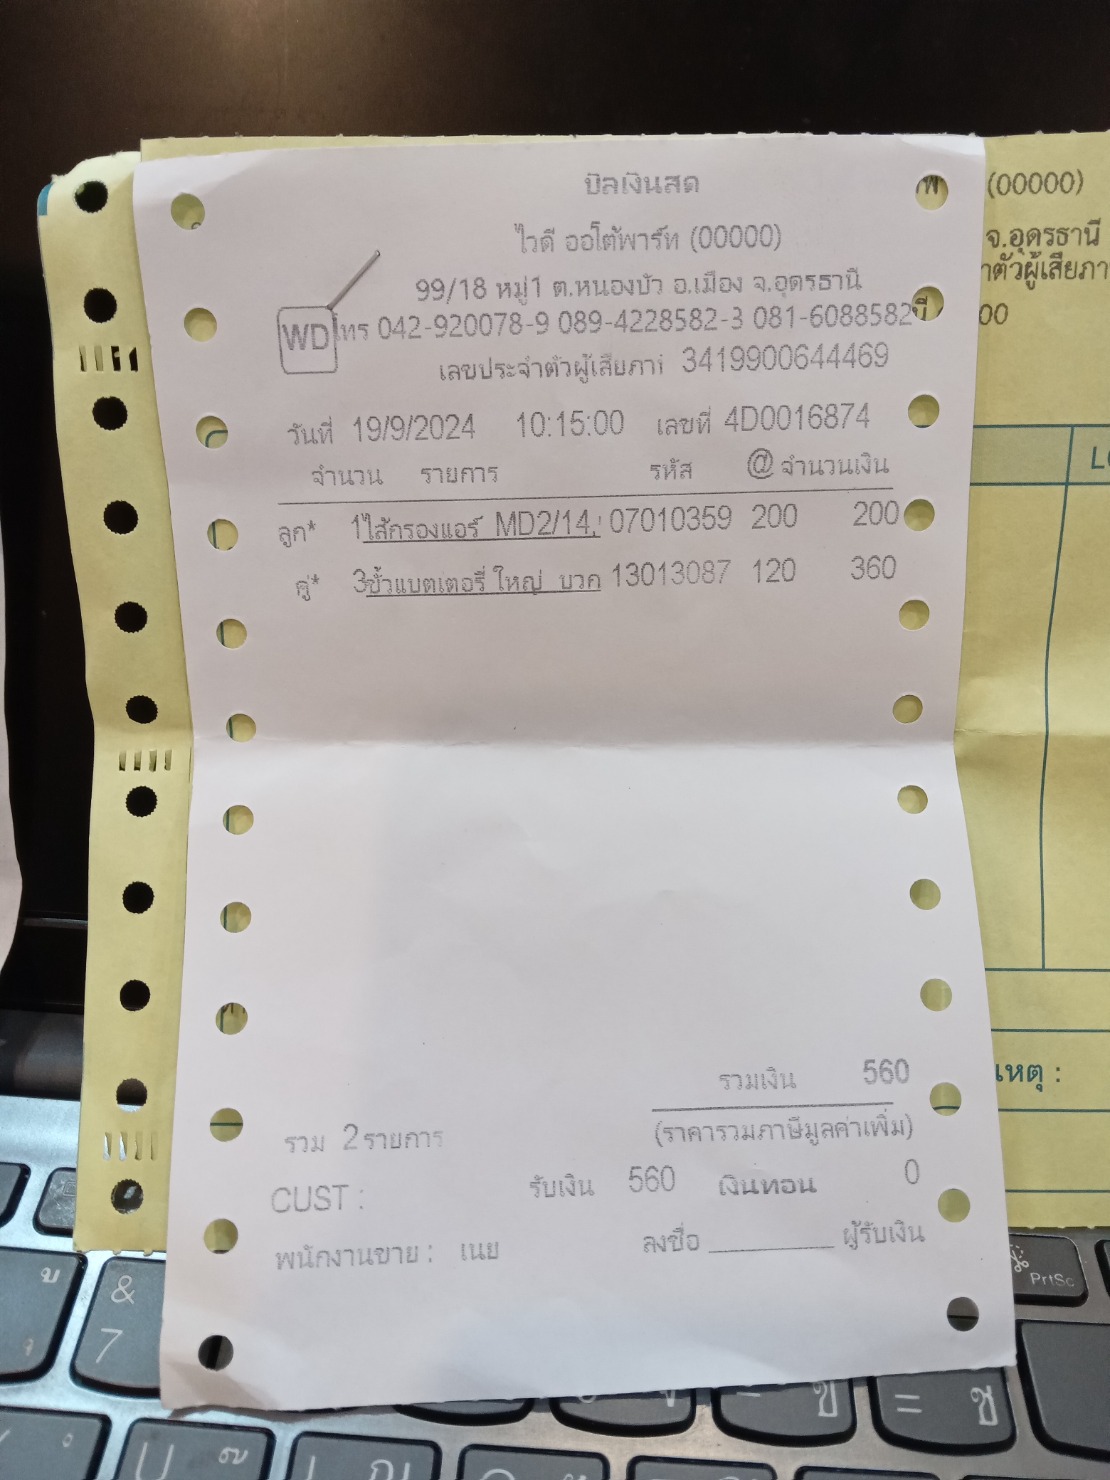 บิลเงินสด
ไวดี ออโต้พาร์ท (00000)
99/18 หมู่1 ต.หนองบัว อ.เมือง จ.อุดรธานี
WD โทร 042-920078-9 089-4228582-3 081-6088582
เลขประจำตัวผู้เสียภาษี 3419900644469
วันที่ 19/9/2024 10:15:00 เลขที่ 4D0016874
จำนวน รายการ รหัส @ จำนวนเงิน
ลูก* 1 ไส้กรองแอร์ MD2/14, 07010359 200 200
คู่* 3 ขั้วแบตเตอรี่ ใหญ่ บวก 13013087 120 360
รวมเงิน 560
(ราคารวมภาษีมูลค่าเพิ่ม)
รวม 2 รายการ
CUST : รับเงิน 560 เงินทอน 0
พนักงานขาย : เนย ลงชื่อ ผู้รับเงิน
(00000)
จ.อุดรธานี
าตัวผู้เสียภา
00
เหตุ :
PrtSc
&
7
บ
U
=
ช